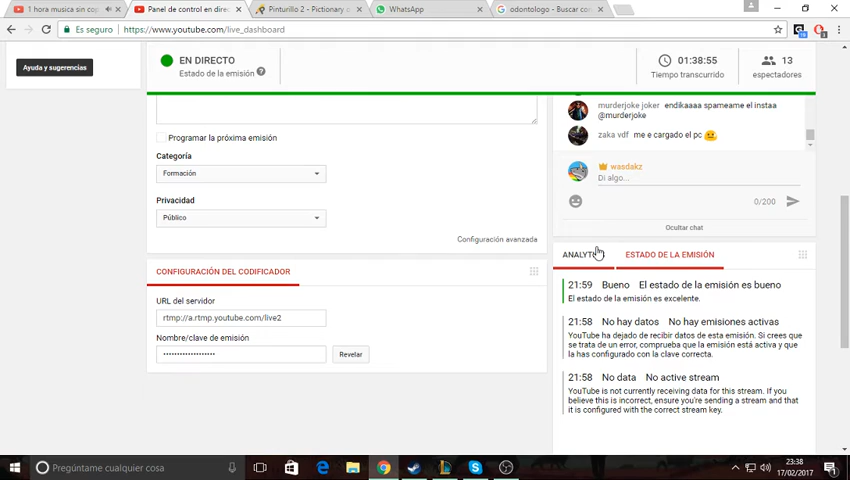 1 hora musica sin cop
Panel de control en direc
Pinturillo 2 - Pictionary o
WhatsApp
odontologo - Buscar con
Es seguro
https://www.youtube.com/live_dashboard
Ayuda y sugerencias
EN DIRECTO
Estado de la emisión
01:38:55
Tiempo transcurrido
13
espectadores
Programar la próxima emisión
Categoría
Formación
Privacidad
Público
Configuración avanzada
CONFIGURACIÓN DEL CODIFICADOR
URL del servidor
rtmp://a.rtmp.youtube.com/live2
Nombre/clave de emisión
••••••••••••••••••
Revelar
murderjoke joker endikaaaa spameame el instaa
@murderjoke
zaka vdf me e cargado el pc
wasdakz
Di algo...
0/200
Ocultar chat
ESTADO DE LA EMISIÓN
21:59 Bueno El estado de la emisión es bueno
El estado de la emisión es excelente.
21:58 No hay datos No hay emisiones activas
YouTube ha dejado de recibir datos de esta emisión. Si crees que
se trata de un error, comprueba que la emisión está activa y que
la has configurado con la clave correcta.
21:58 No data No active stream
YouTube is not currently receiving data for this stream. If you
believe this is incorrect, ensure you're sending a stream and that
it is configured with the correct stream key.
Pregúntame cualquier cosa
23:38
17/02/2017